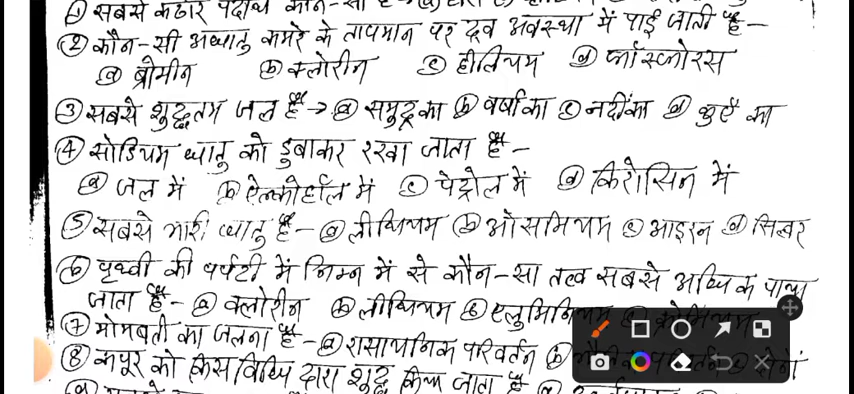 ① सबसे कठोर पदार्थ कौन-सा है →
② कौन-सी अधातु कमरे के तापमान पर द्रव अवस्था में पाई जाती है-
ⓐ ब्रोमीन ⓑ क्लोरीन ⓒ हीलियम ⓓ फॉस्फोरस
③ सबसे शुद्धतम जल है → ⓐ समुद्र का ⓑ वर्षा का ⓒ नदी का ⓓ कुएँ का
④ सोडियम धातु को डुबाकर रखा जाता है-
ⓐ जल में ⓑ ऐल्कोहॉल में ⓒ पेट्रोल में ⓓ किरोसिन में
⑤ सबसे भारी धातु है- ⓐ लीथियम ⓑ ओसमियम ⓒ आइरन ⓓ सिल्वर
⑥ पृथ्वी की पर्पटी में निम्न में से कौन-सा तत्व सबसे अधिक पाया
जाता है- ⓐ क्लोरीन ⓑ लीथियम ⓒ एलुमिनियम
⑦ मोमबती का जलना है- ⓐ रासायनिक परिवर्तन ⓑ
⑧ कपूर को किस विधि द्वारा शुद्ध किया जाता है